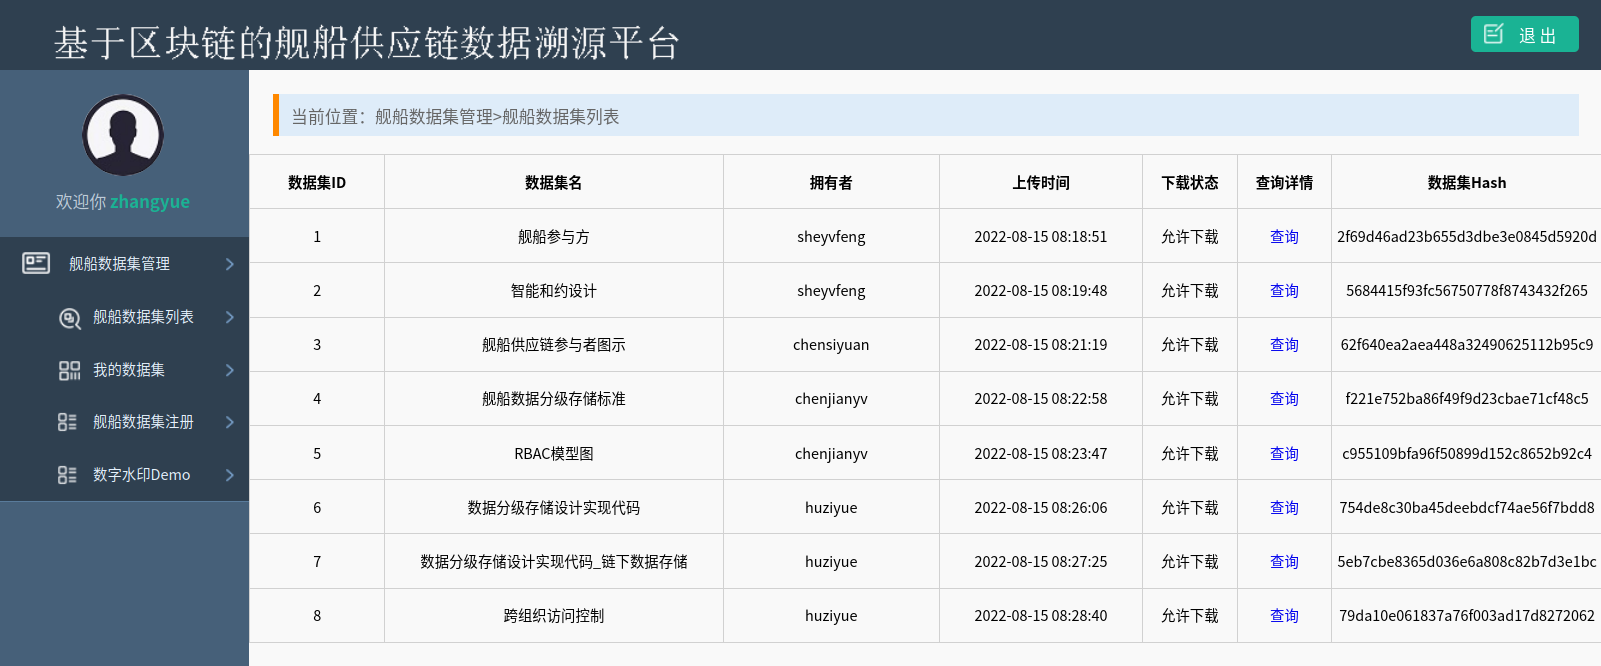 基于区块链的舰船供应链数据溯源平台
退 出
欢迎你 zhangyue
舰船数据集管理
舰船数据集列表
我的数据集
舰船数据集注册
数字水印Demo
当前位置：舰船数据集管理>舰船数据集列表
数据集ID 数据集名 拥有者 上传时间 下载状态 查询详情 数据集Hash
1 舰船参与方 sheyvfeng 2022-08-15 08:18:51 允许下载 查询 2f69d46ad23b655d3dbe3e0845d5920d
2 智能和约设计 sheyvfeng 2022-08-15 08:19:48 允许下载 查询 5684415f93fc56750778f8743432f265
3 舰船供应链参与者图示 chensiyuan 2022-08-15 08:21:19 允许下载 查询 62f640ea2aea448a32490625112b95c9
4 舰船数据分级存储标准 chenjianyv 2022-08-15 08:22:58 允许下载 查询 f221e752ba86f49f9d23cbae71cf48c5
5 RBAC模型图 chenjianyv 2022-08-15 08:23:47 允许下载 查询 c955109bfa96f50899d152c8652b92c4
6 数据分级存储设计实现代码 huziyue 2022-08-15 08:26:06 允许下载 查询 754de8c30ba45deebdcf74ae56f7bdd8
7 数据分级存储设计实现代码_链下数据存储 huziyue 2022-08-15 08:27:25 允许下载 查询 5eb7cbe8365d036e6a808c82b7d3e1bc
8 跨组织访问控制 huziyue 2022-08-15 08:28:40 允许下载 查询 79da10e061837a76f003ad17d8272062